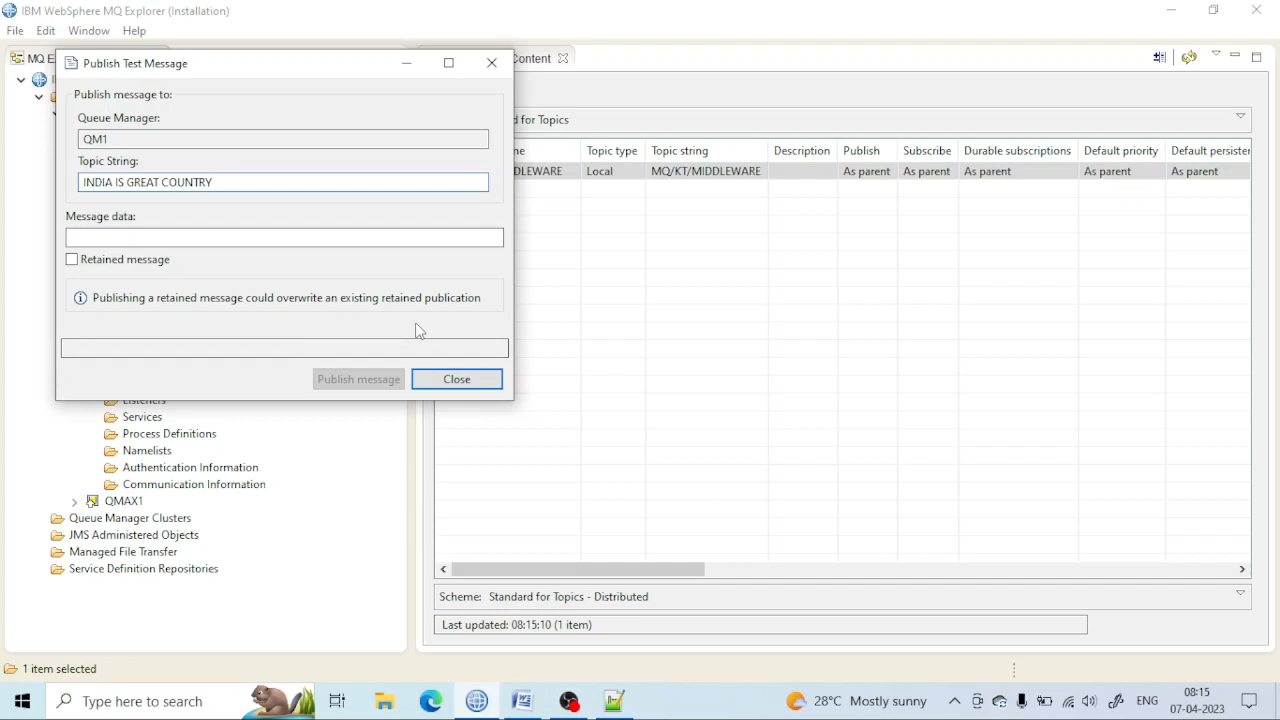 IBM WebSphere MQ Explorer (Installation)
File Edit Window Help
MQ E
Content
Publish Test Message
Publish message to:
Queue Manager:
QM1
Topic String:
INDIA IS GREAT COUNTRY
Message data:
Retained message
Publishing a retained message could overwrite an existing retained publication
Publish message
Close
Listeners
Services
Process Definitions
Namelists
Authentication Information
Communication Information
QMAX1
Queue Manager Clusters
JMS Administered Objects
Managed File Transfer
Service Definition Repositories
d for Topics
me Topic type Topic string Description Publish Subscribe Durable subscriptions Default priority Default persister
DLEWARE Local MQ/KT/MIDDLEWARE As parent As parent As parent As parent As parent
Scheme: Standard for Topics - Distributed
Last updated: 08:15:10 (1 item)
1 item selected
Type here to search
28°C Mostly sunny
ENG
08:15
07-04-2023